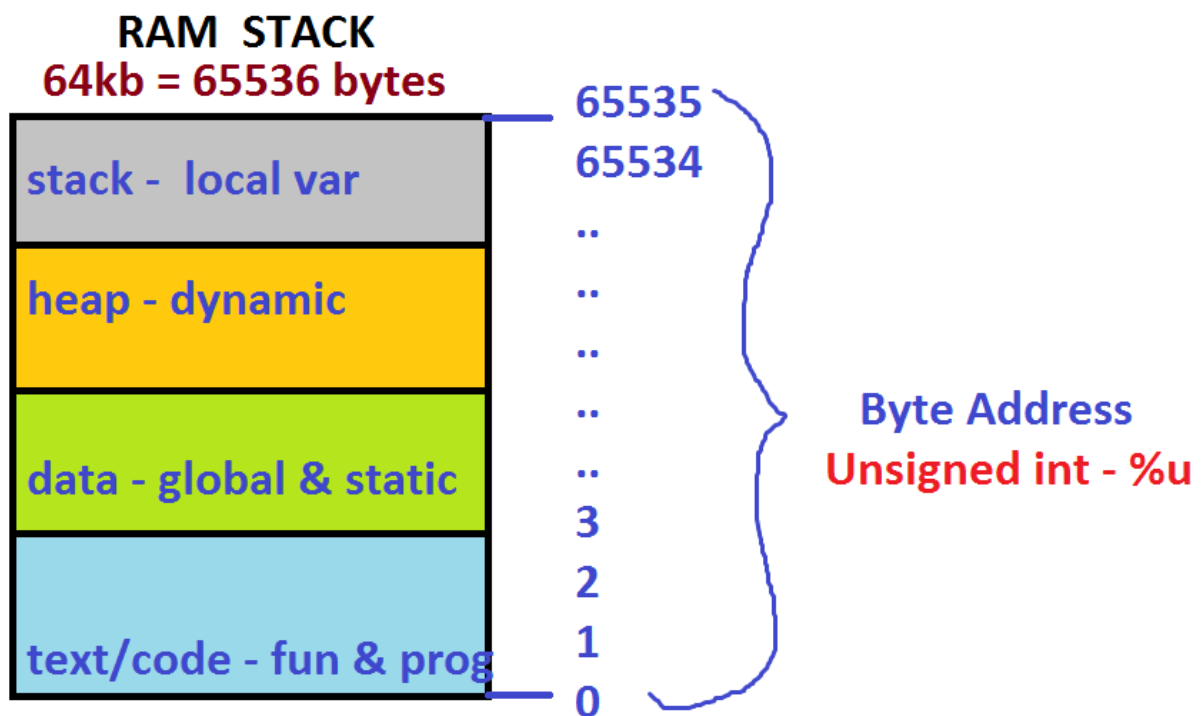 RAM STACK
64kb = 65536 bytes
stack - local var
heap - dynamic
data - global & static
text/code - fun & prog
65535
65534
..
..
..
..
..
3
2
1
0
Byte Address
Unsigned int - %u